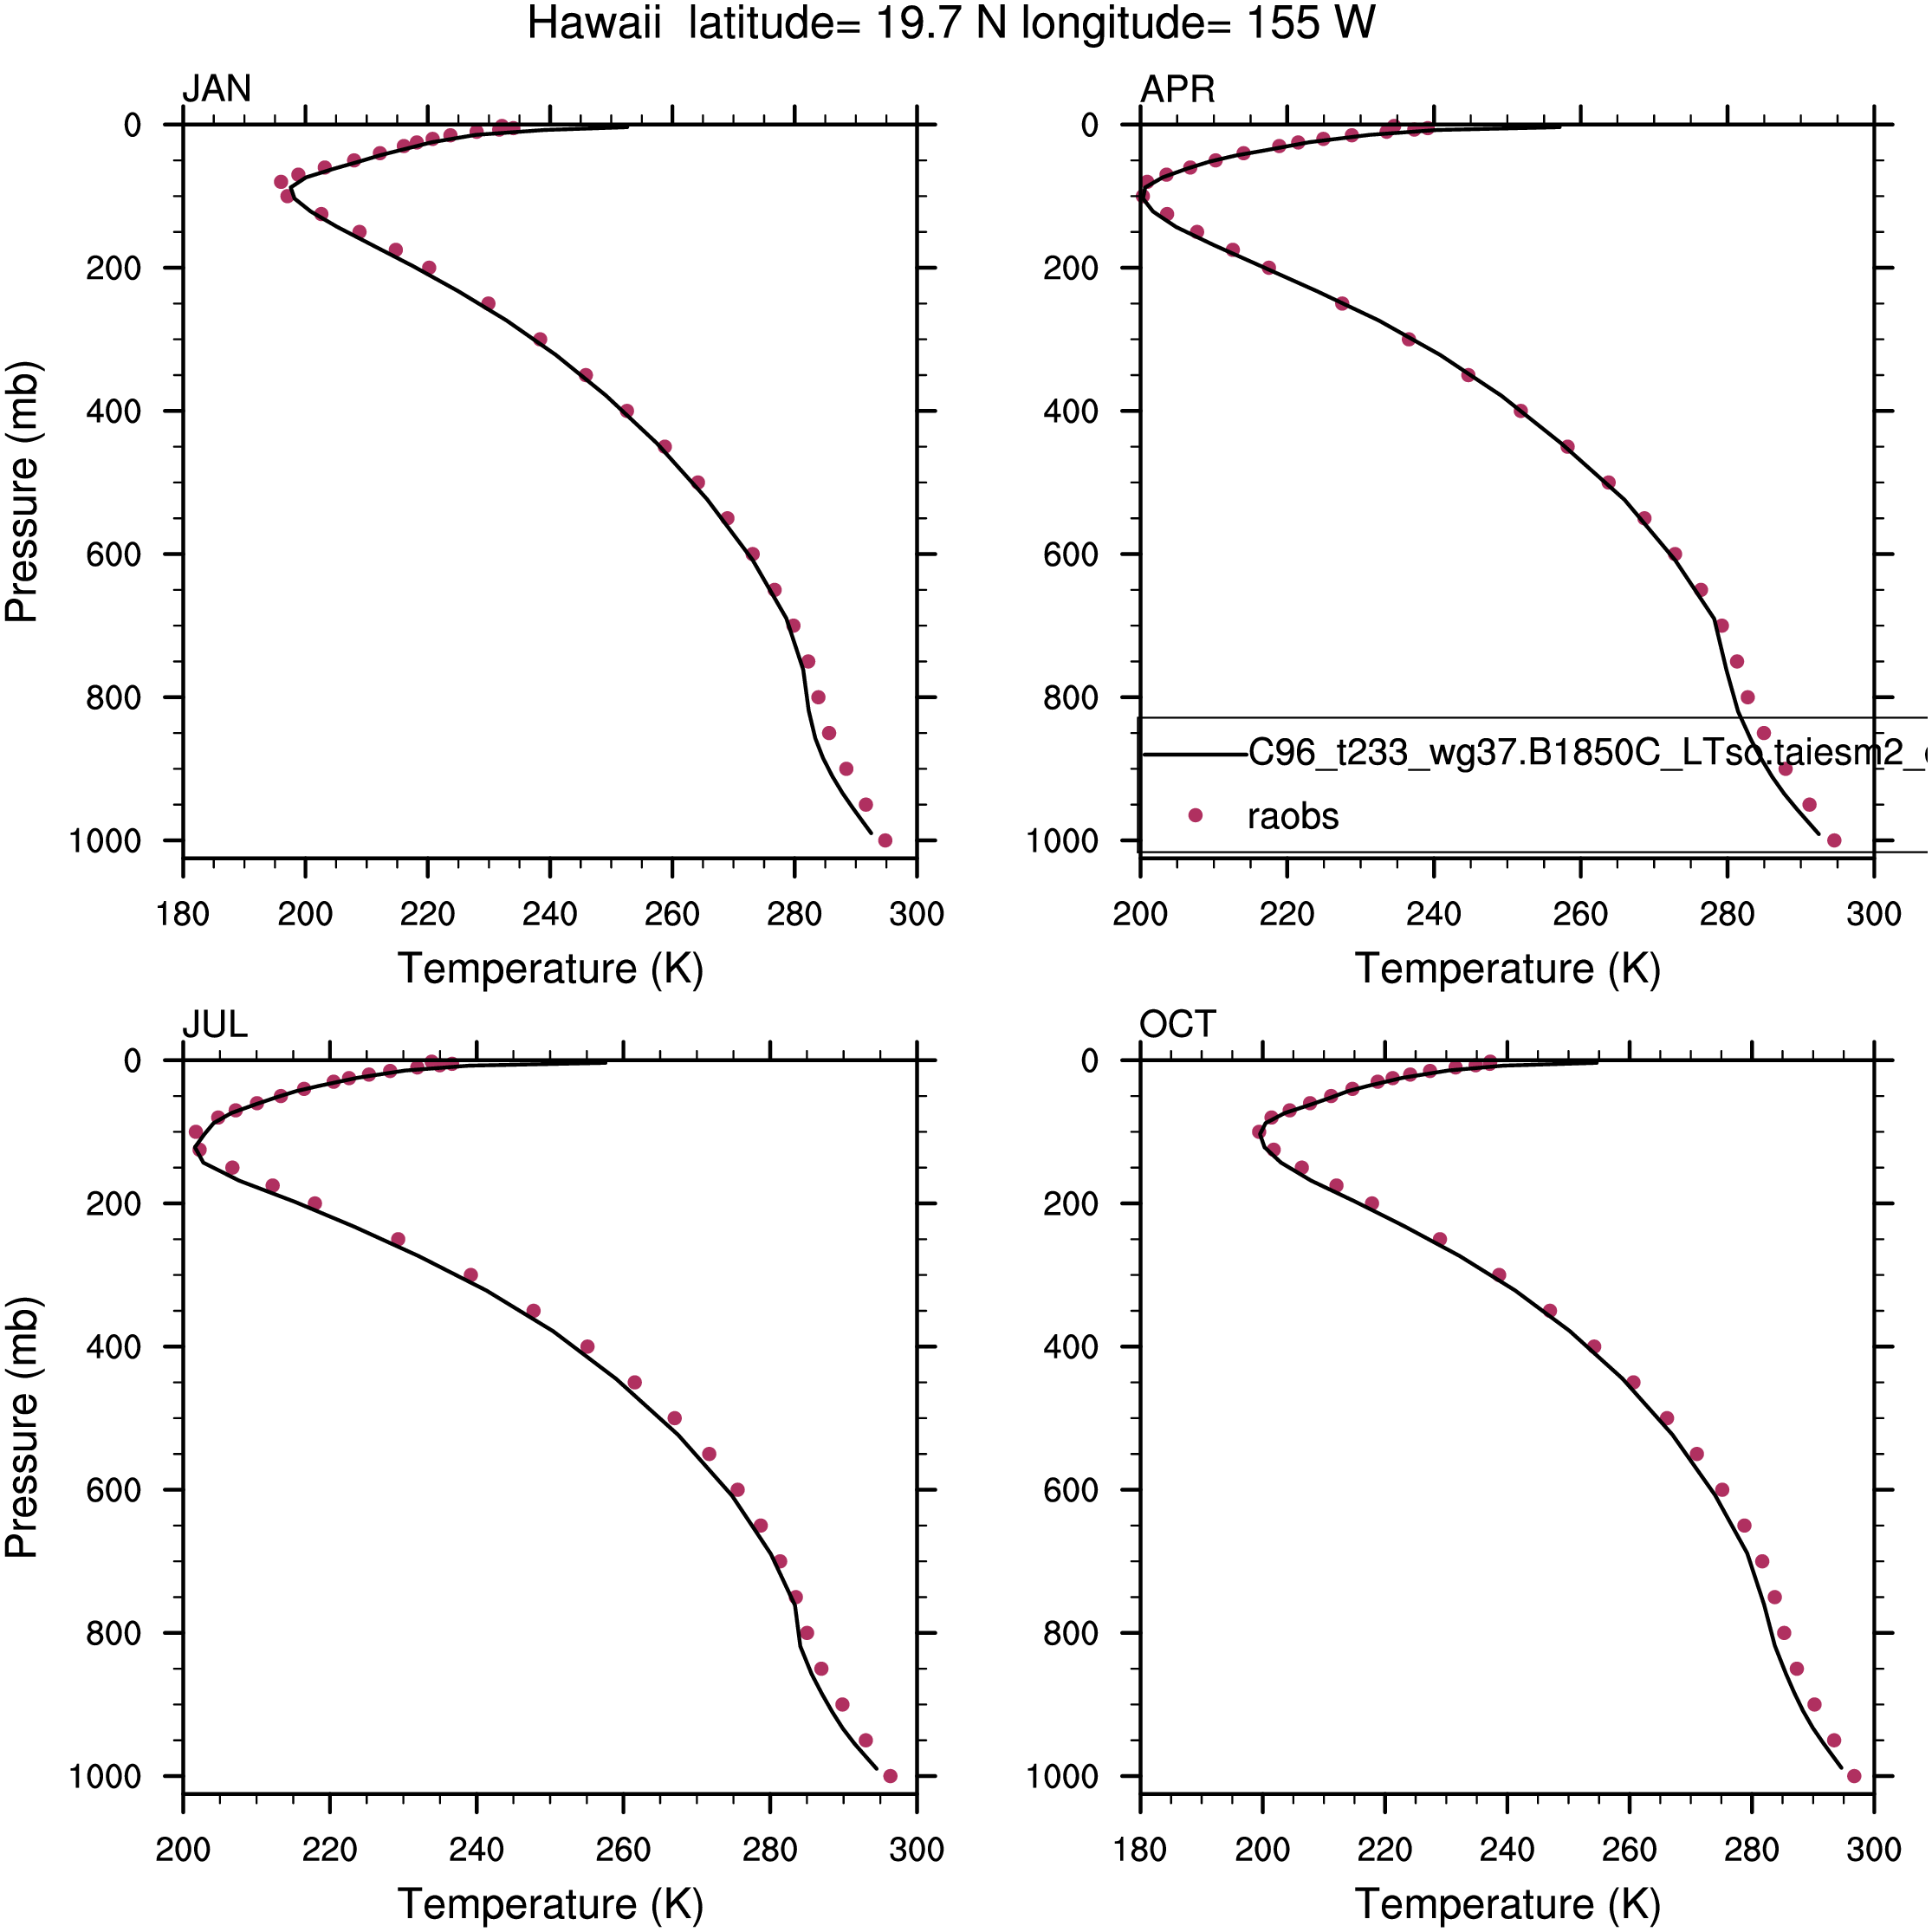 Hawaii latitude= 19.7 N longitude= 155 W
JAN
0
200
400
600
800
1000
Pressure (mb)
180 200 220 240 260 280 300
Temperature (K)
APR
0
200
400
600
800
1000
C96_t233_wg37.B1850C_LTso.taiesm2_
raobs
200 220 240 260 280 300
Temperature (K)
JUL
0
200
400
600
800
1000
Pressure (mb)
200 220 240 260 280 300
Temperature (K)
OCT
0
200
400
600
800
1000
180 200 220 240 260 280 300
Temperature (K)